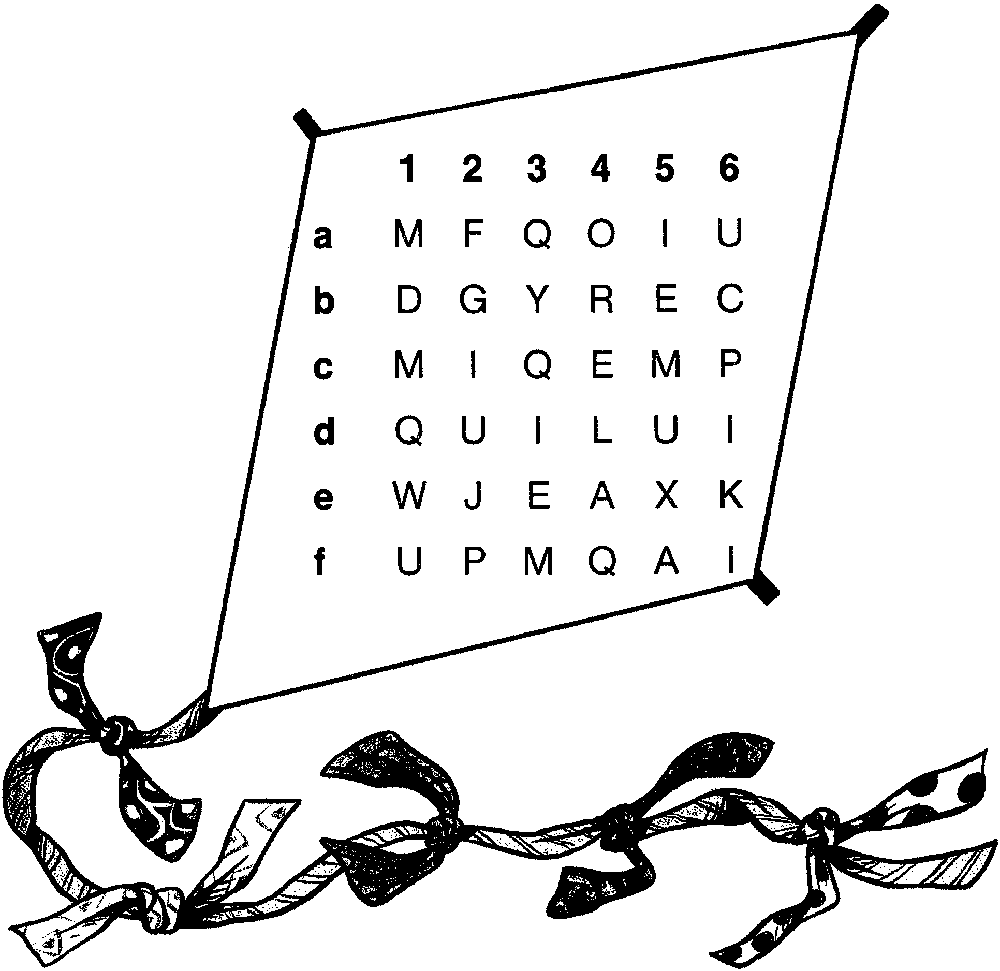 1 2 3 4 5 6
a M F Q O I U
b D G Y R E C
c M I Q E M P
d Q U I L U I
e W J E A X K
f U P M Q A I